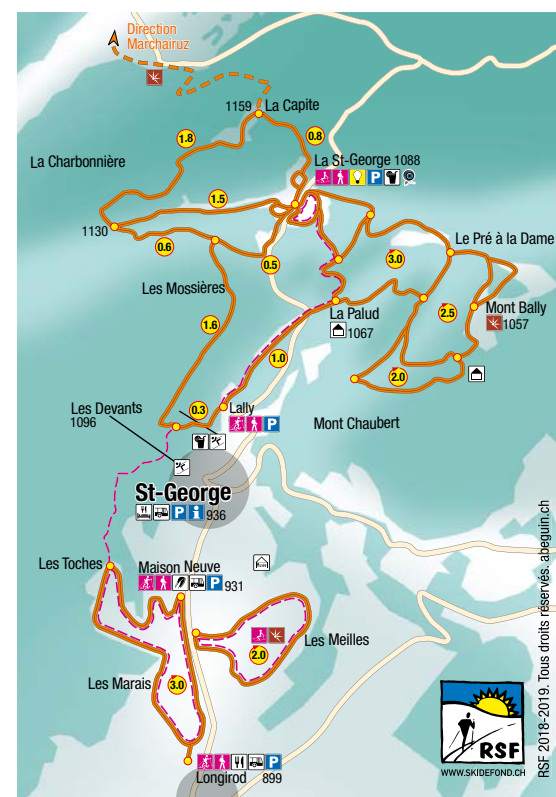 Direction
Marchairuz
1159 La Capite
1.8
0.8
La Charbonnière
La St-George 1088
P
1.5
1130
0.6
0.5
3.0
Le Pré à la Dame
Les Mossières
La Palud
1067
2.5
Mont Bally
1057
1.6
1.0
2.0
Les Devants
1096
0.3
Lally
P
Mont Chaubert
St-George
P i 936
Les Toches
Maison Neuve
P 931
2.0
Les Meilles
Les Marais
3.0
P
Longirod 899
RSF
WWW.SKIDEFOND.CH
RSF 2018-2019. Tous droits réservés. abeguin.ch